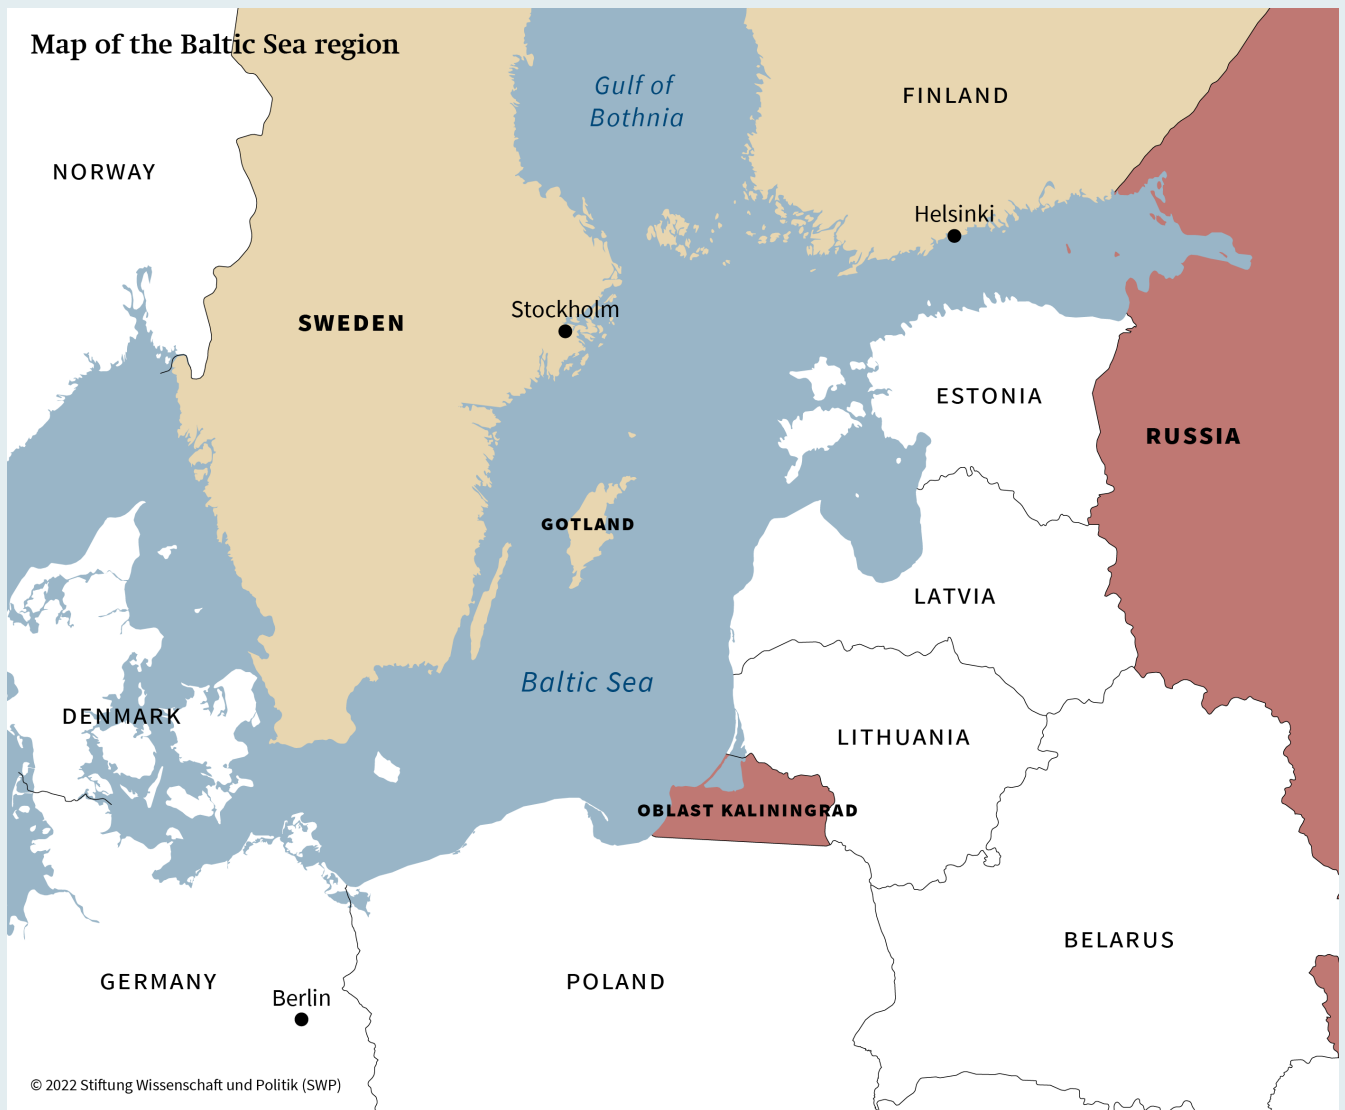 Map of the Baltic Sea region
Gulf of
Bothnia
FINLAND
NORWAY
Helsinki
Stockholm
SWEDEN
ESTONIA
RUSSIA
GOTLAND
LATVIA
Baltic Sea
DENMARK
LITHUANIA
OBLAST KALININGRAD
BELARUS
GERMANY
POLAND
Berlin
© 2022 Stiftung Wissenschaft und Politik (SWP)